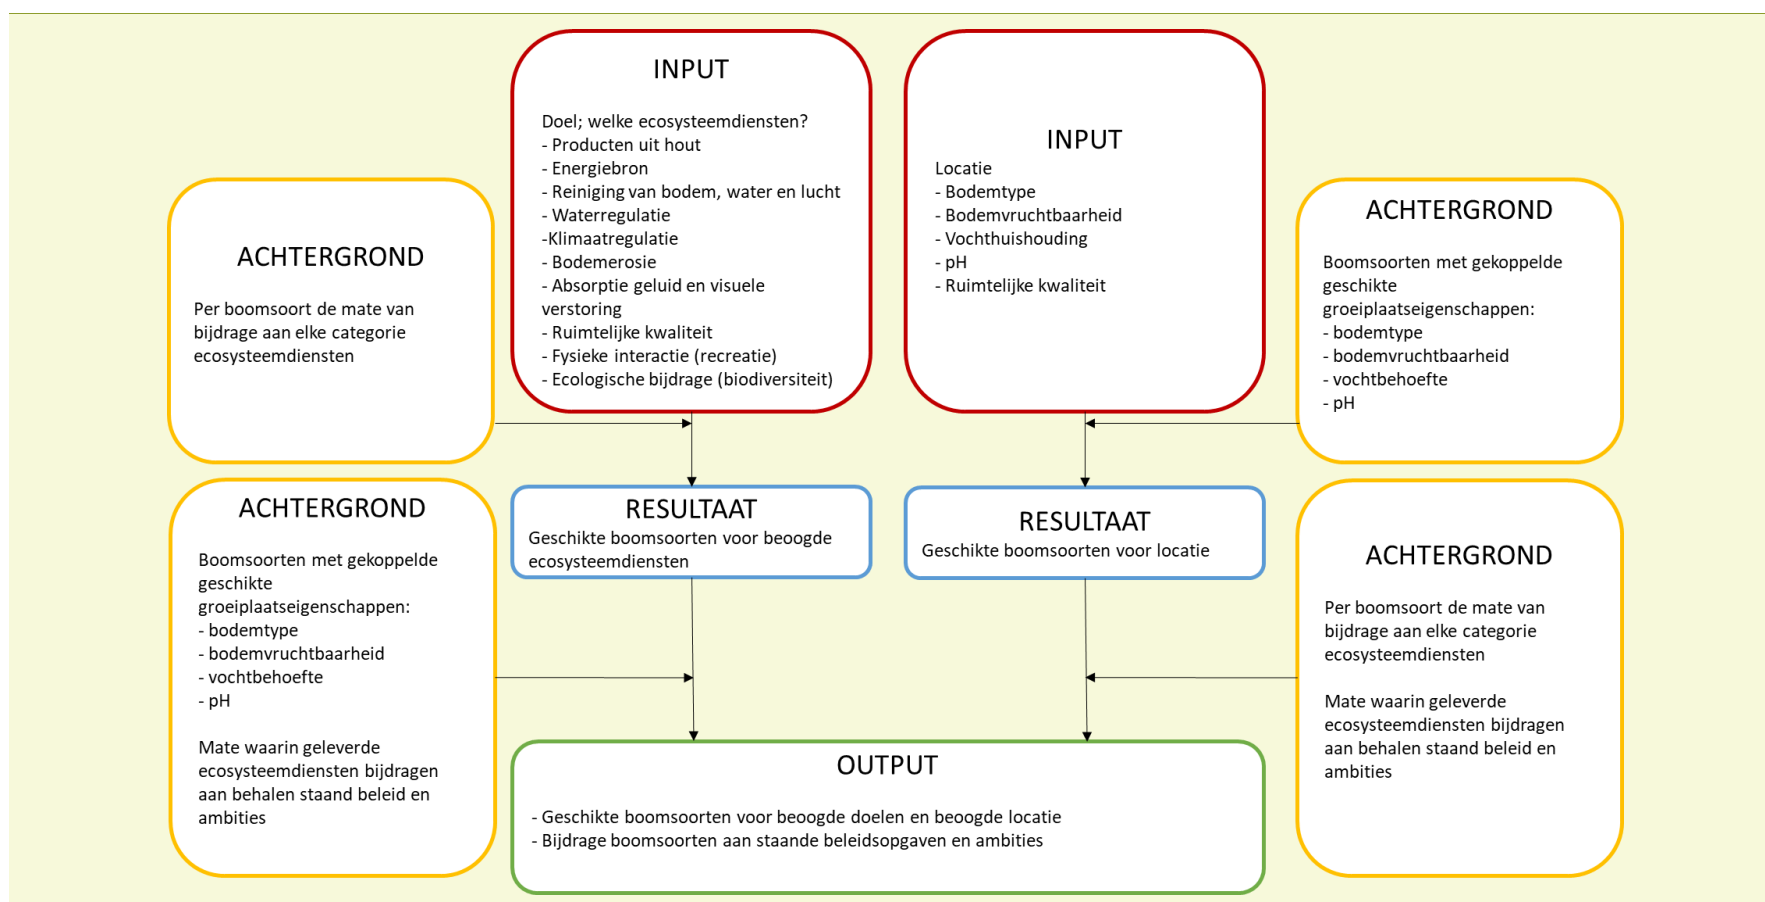 INPUT
Doel; welke ecosysteemdiensten?
- Producten uit hout
- Energiebron
- Reiniging van bodem, water en lucht
- Waterregulatie
-Klimaatregulatie
- Bodemerosie
- Absorptie geluid en visuele
verstoring
- Ruimtelijke kwaliteit
- Fysieke interactie (recreatie)
- Ecologische bijdrage (biodiversiteit)
INPUT
Locatie
- Bodemtype
- Bodemvruchtbaarheid
- Vochthuishouding
- pH
- Ruimtelijke kwaliteit
ACHTERGROND
Per boomsoort de mate van
bijdrage aan elke categorie
ecosysteemdiensten
ACHTERGROND
Boomsoorten met gekoppelde
geschikte
groeiplaatseigenschappen:
- bodemtype
- bodemvruchtbaarheid
- vochtbehoefte
- pH
ACHTERGROND
Boomsoorten met gekoppelde
geschikte
groeiplaatseigenschappen:
- bodemtype
- bodemvruchtbaarheid
- vochtbehoefte
- pH
Mate waarin geleverde
ecosysteemdiensten bijdragen
aan behalen staand beleid en
ambities
RESULTAAT
Geschikte boomsoorten voor beoogde
ecosysteemdiensten
RESULTAAT
Geschikte boomsoorten voor locatie
ACHTERGROND
Per boomsoort de mate van
bijdrage aan elke categorie
ecosysteemdiensten
Mate waarin geleverde
ecosysteemdiensten bijdragen
aan behalen staand beleid en
ambities
OUTPUT
- Geschikte boomsoorten voor beoogde doelen en beoogde locatie
- Bijdrage boomsoorten aan staande beleidsopgaven en ambities